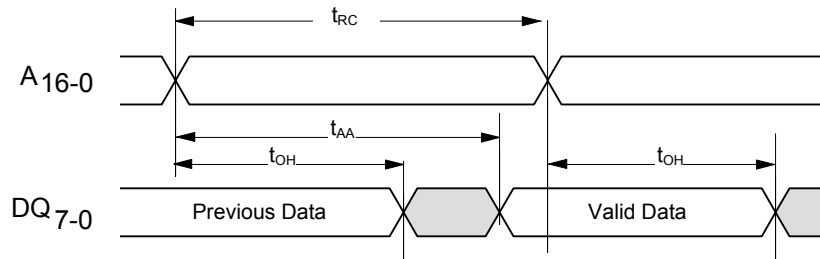 tRC
A16-0
tAA
tOH
tOH
DQ7-0
Previous Data
Valid Data